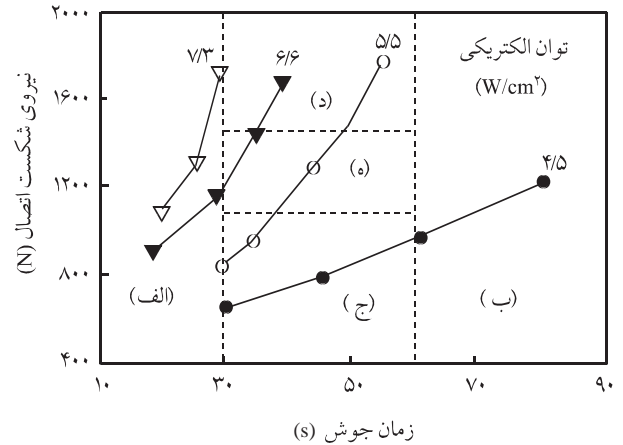 نیروی شکست اتصال (N)
۲۰۰۰
۱۶۰۰
۱۲۰۰
۸۰۰
۴۰۰
۷/۳
۶/۶
۵/۵
۴/۵
توان الکتریکی
(W/cm۲)
(د)
(ه)
(الف)
(ج)
(ب)
۱۰ ۳۰ ۵۰ ۷۰ ۹۰
زمان جوش (s)